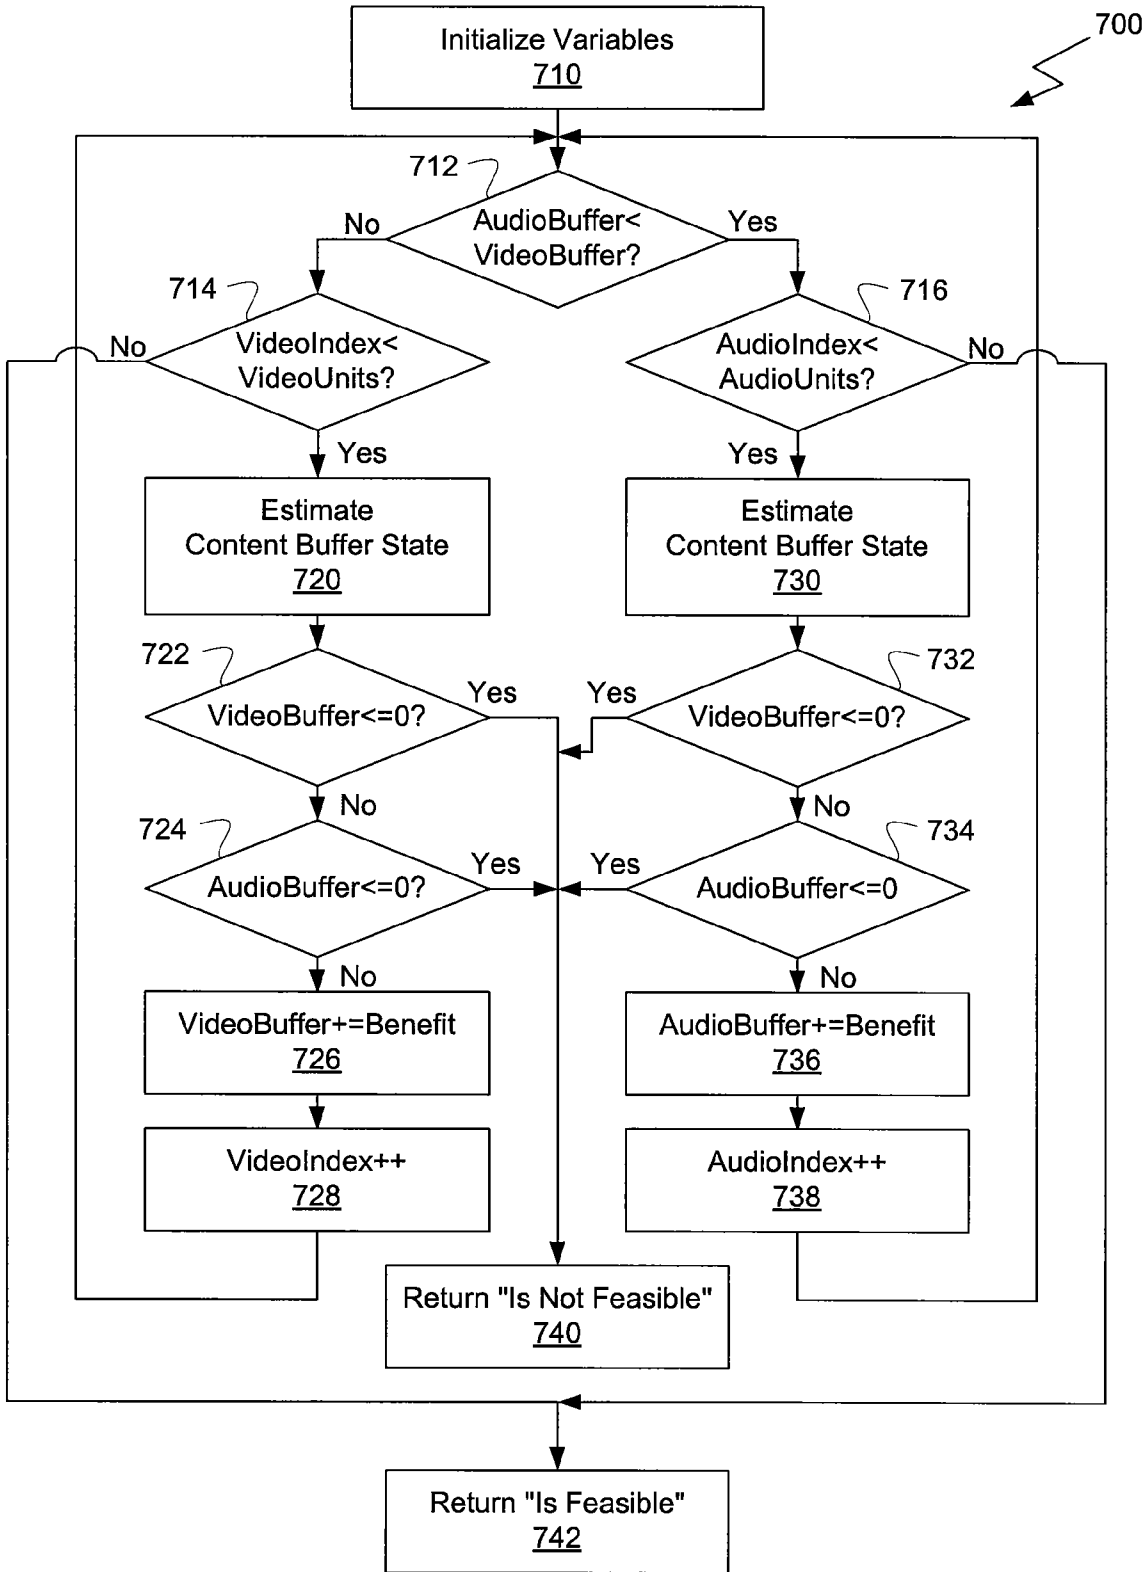 700
Initialize Variables
710
712
AudioBuffer<
VideoBuffer?
No
Yes
714
VideoIndex<
VideoUnits?
No
Yes
716
AudioIndex<
AudioUnits?
No
Yes
Estimate
Content Buffer State
720
Estimate
Content Buffer State
730
722
VideoBuffer<=0?
Yes
No
732
VideoBuffer<=0?
Yes
No
724
AudioBuffer<=0?
Yes
No
734
AudioBuffer<=0
Yes
No
VideoBuffer+=Benefit
726
AudioBuffer+=Benefit
736
VideoIndex++
728
AudioIndex++
738
Return "Is Not Feasible"
740
Return "Is Feasible"
742